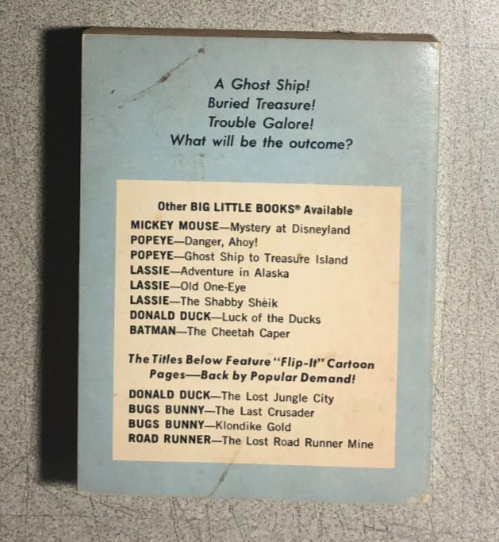 A Ghost Ship!
Buried Treasure!
Trouble Galore!
What will be the outcome?
Other BIG LITTLE BOOKS® Available
MICKEY MOUSE—Mystery at Disneyland
POPEYE—Danger, Ahoy!
POPEYE—Ghost Ship to Treasure Island
LASSIE—Adventure in Alaska
LASSIE—Old One-Eye
LASSIE—The Shabby Sheik
DONALD DUCK—Luck of the Ducks
BATMAN—The Cheetah Caper
The Titles Below Feature "Flip-It" Cartoon
Pages—Back by Popular Demand!
DONALD DUCK—The Lost Jungle City
BUGS BUNNY—The Last Crusader
BUGS BUNNY—Klondike Gold
ROAD RUNNER—The Lost Road Runner Mine